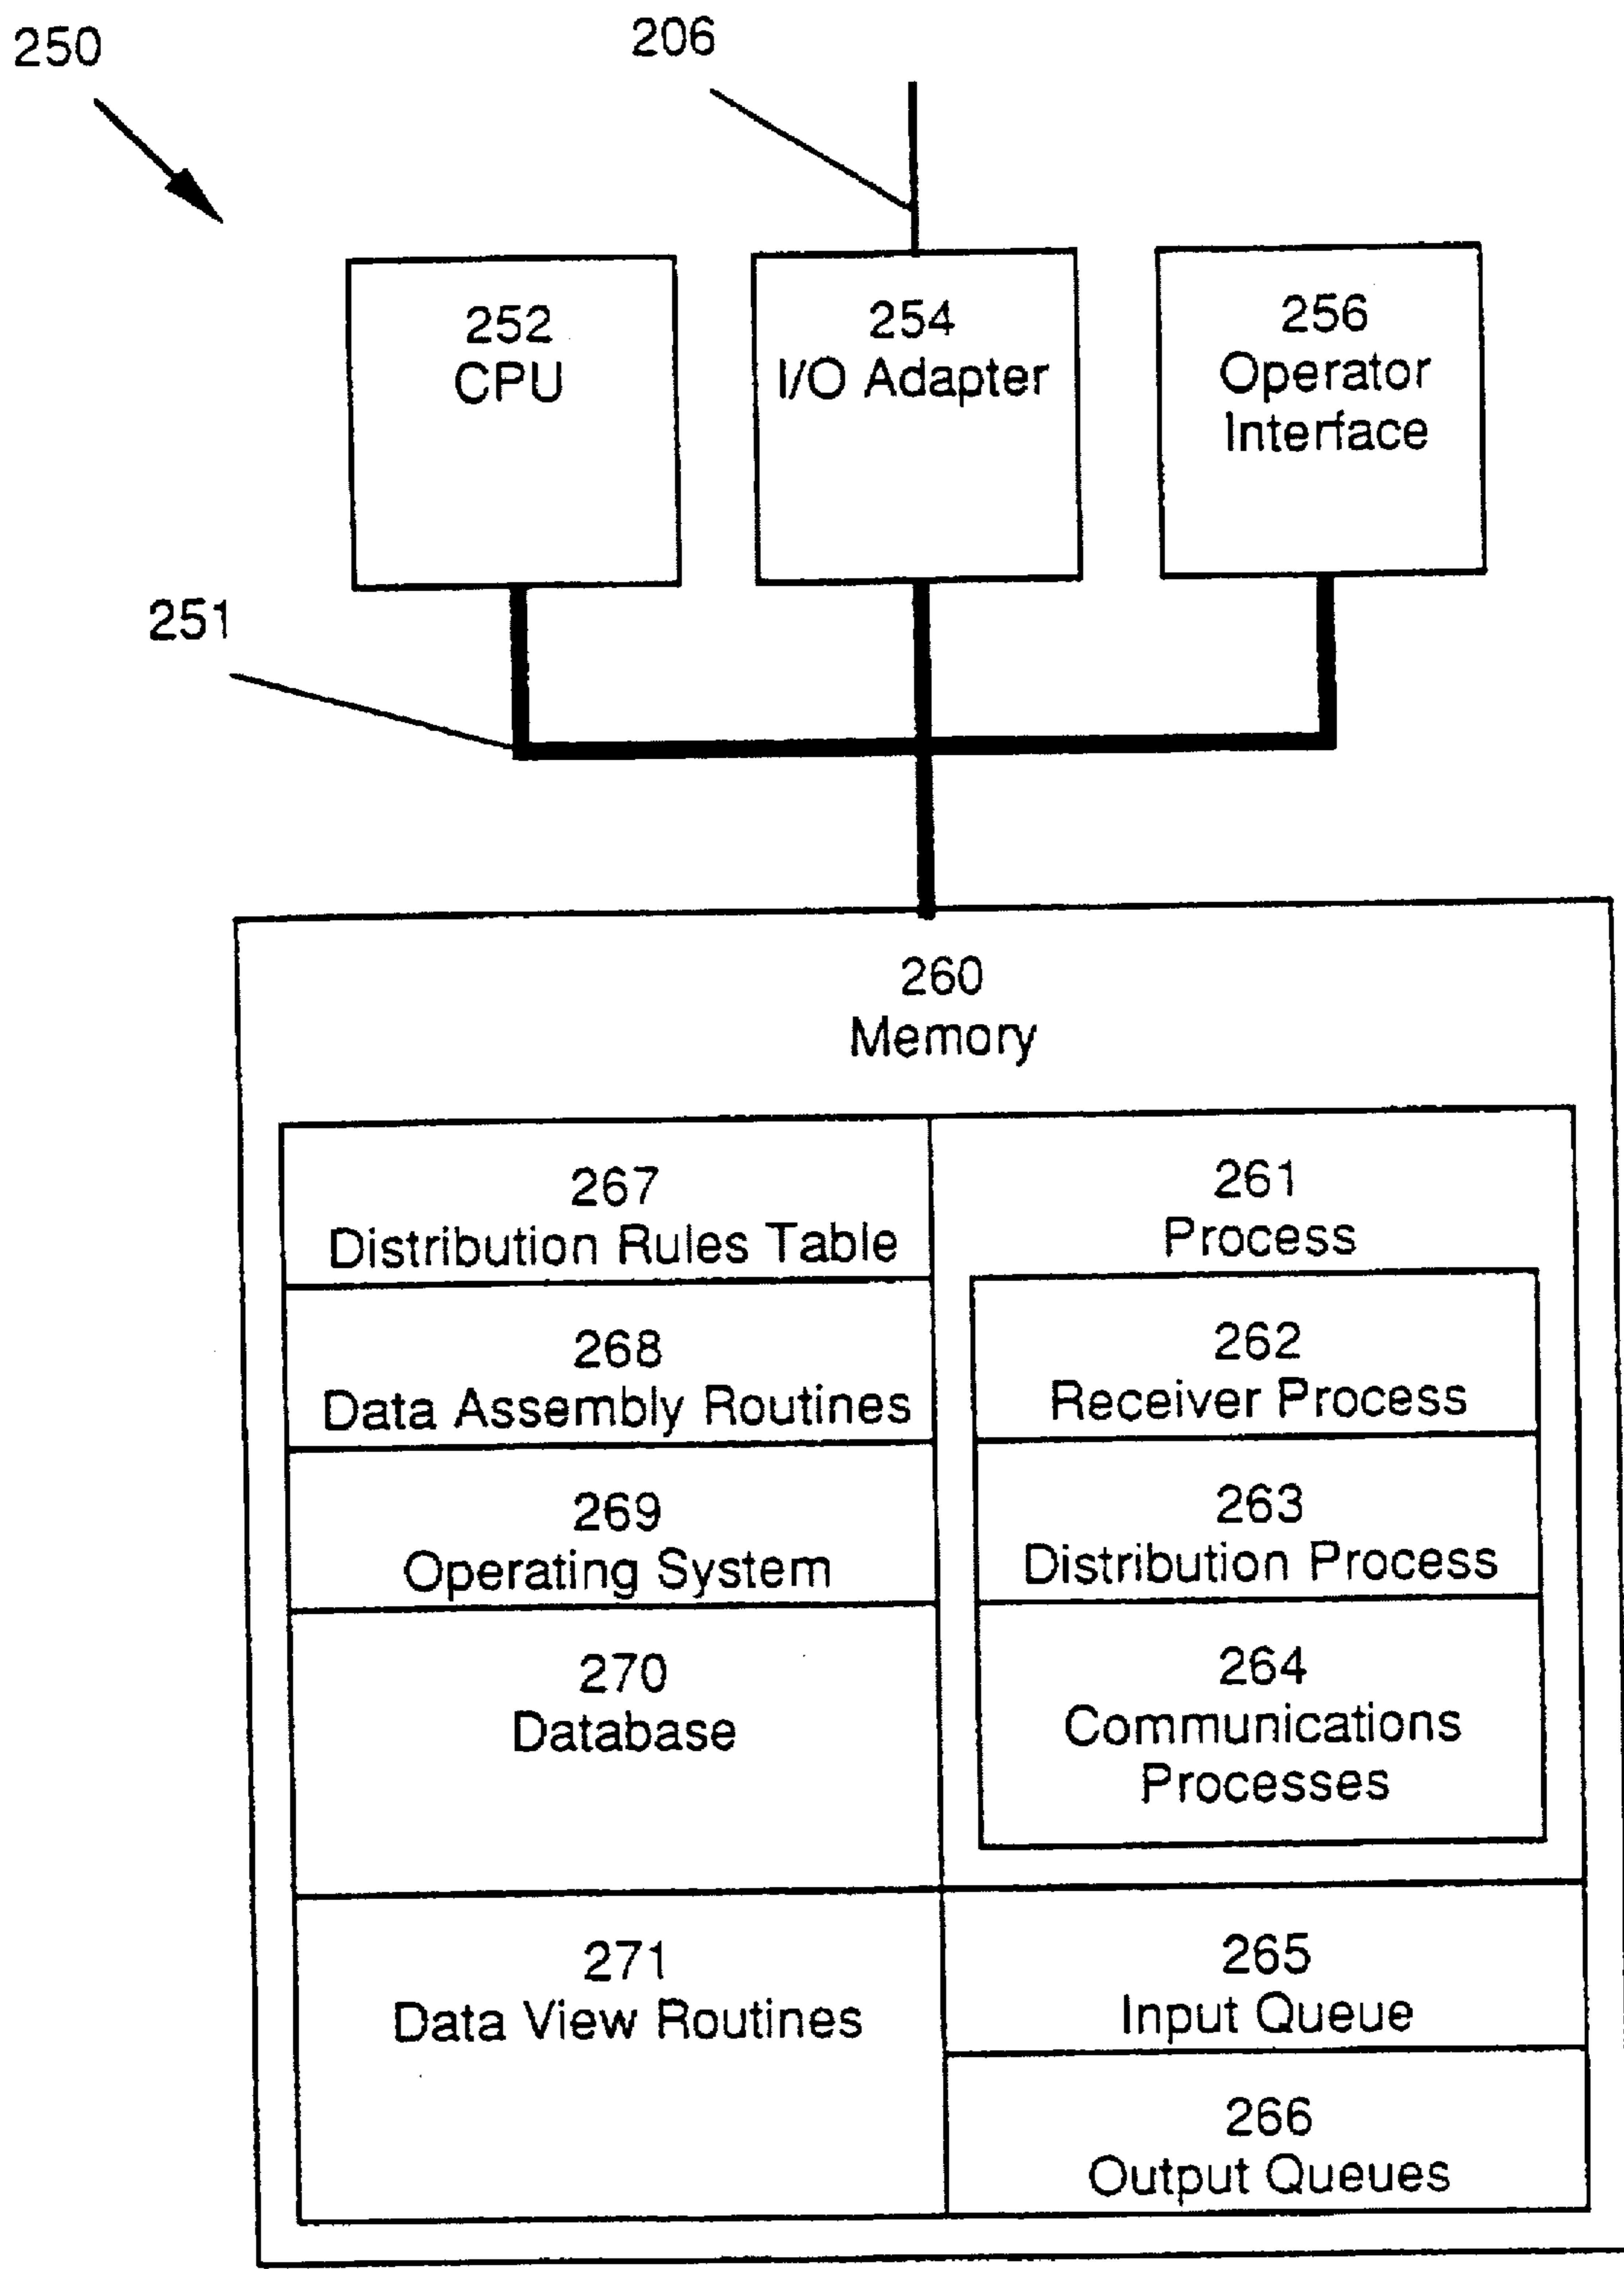 250
206
252
CPU
254
I/O Adapter
256
Operator
Interface
251
260
Memory
267
Distribution Rules Table
268
Data Assembly Routines
269
Operating System
270
Database
271
Data View Routines
261
Process
262
Receiver Process
263
Distribution Process
264
Communications
Processes
265
Input Queue
266
Output Queues